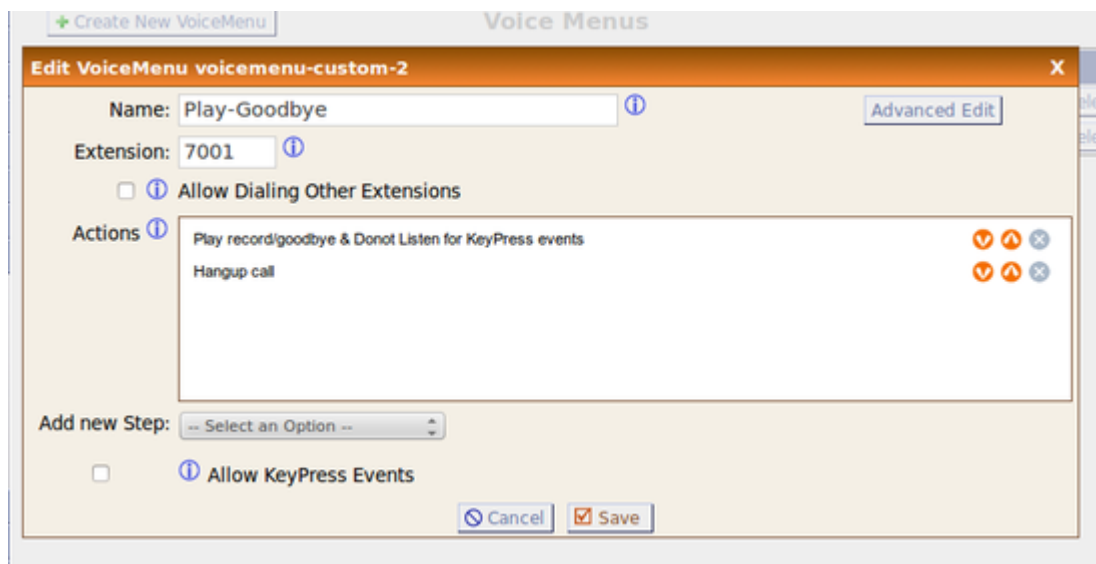 Create New VoiceMenu
Voice Menus
Edit VoiceMenu voicemenu-custom-2
X
Name: Play-Goodbye
Advanced Edit
Extension: 7001
Allow Dialing Other Extensions
Actions
Play record/goodbye & Donot Listen for KeyPress events
Hangup call
Add new Step: -- Select an Option --
Allow KeyPress Events
Cancel
Save